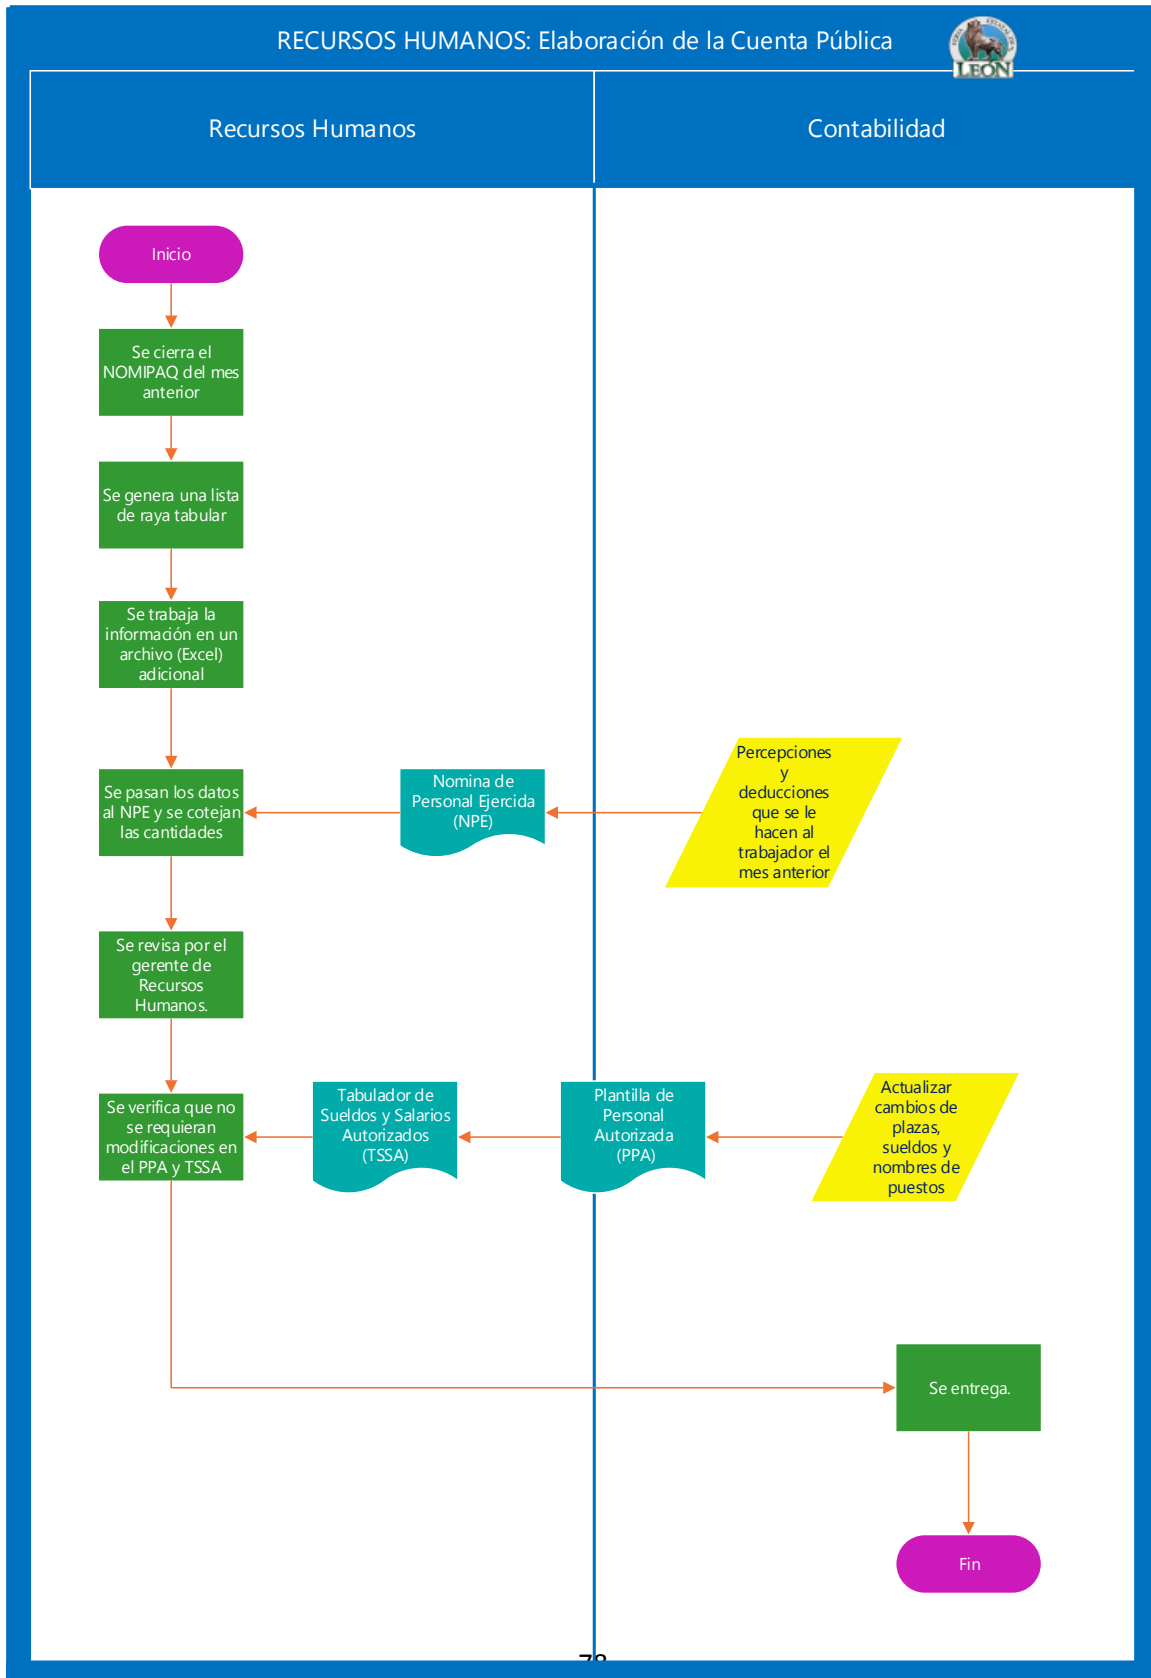 RECURSOS HUMANOS: Elaboración de la Cuenta Pública
LEÓN
Recursos Humanos
Contabilidad
Inicio
Se cierra el
NOMIPAQ del mes
anterior
Se genera una lista
de raya tabular
Se trabaja la
información en un
archivo (Excel)
adicional
Se pasan los datos
al NPE y se cotejan
las cantidades
Nomina de
Personal Ejercida
(NPE)
Percepciones
y
deducciones
que se le
hacen al
trabajador el
mes anterior
Se revisa por el
gerente de
Recursos
Humanos.
Se verifica que no
se requieran
modificaciones en
el PPA y TSSA
Tabulador de
Sueldos y Salarios
Autorizados
(TSSA)
Plantilla de
Personal
Autorizada
(PPA)
Actualizar
cambios de
plazas,
sueldos y
nombres de
puestos
Se entrega.
Fin
78